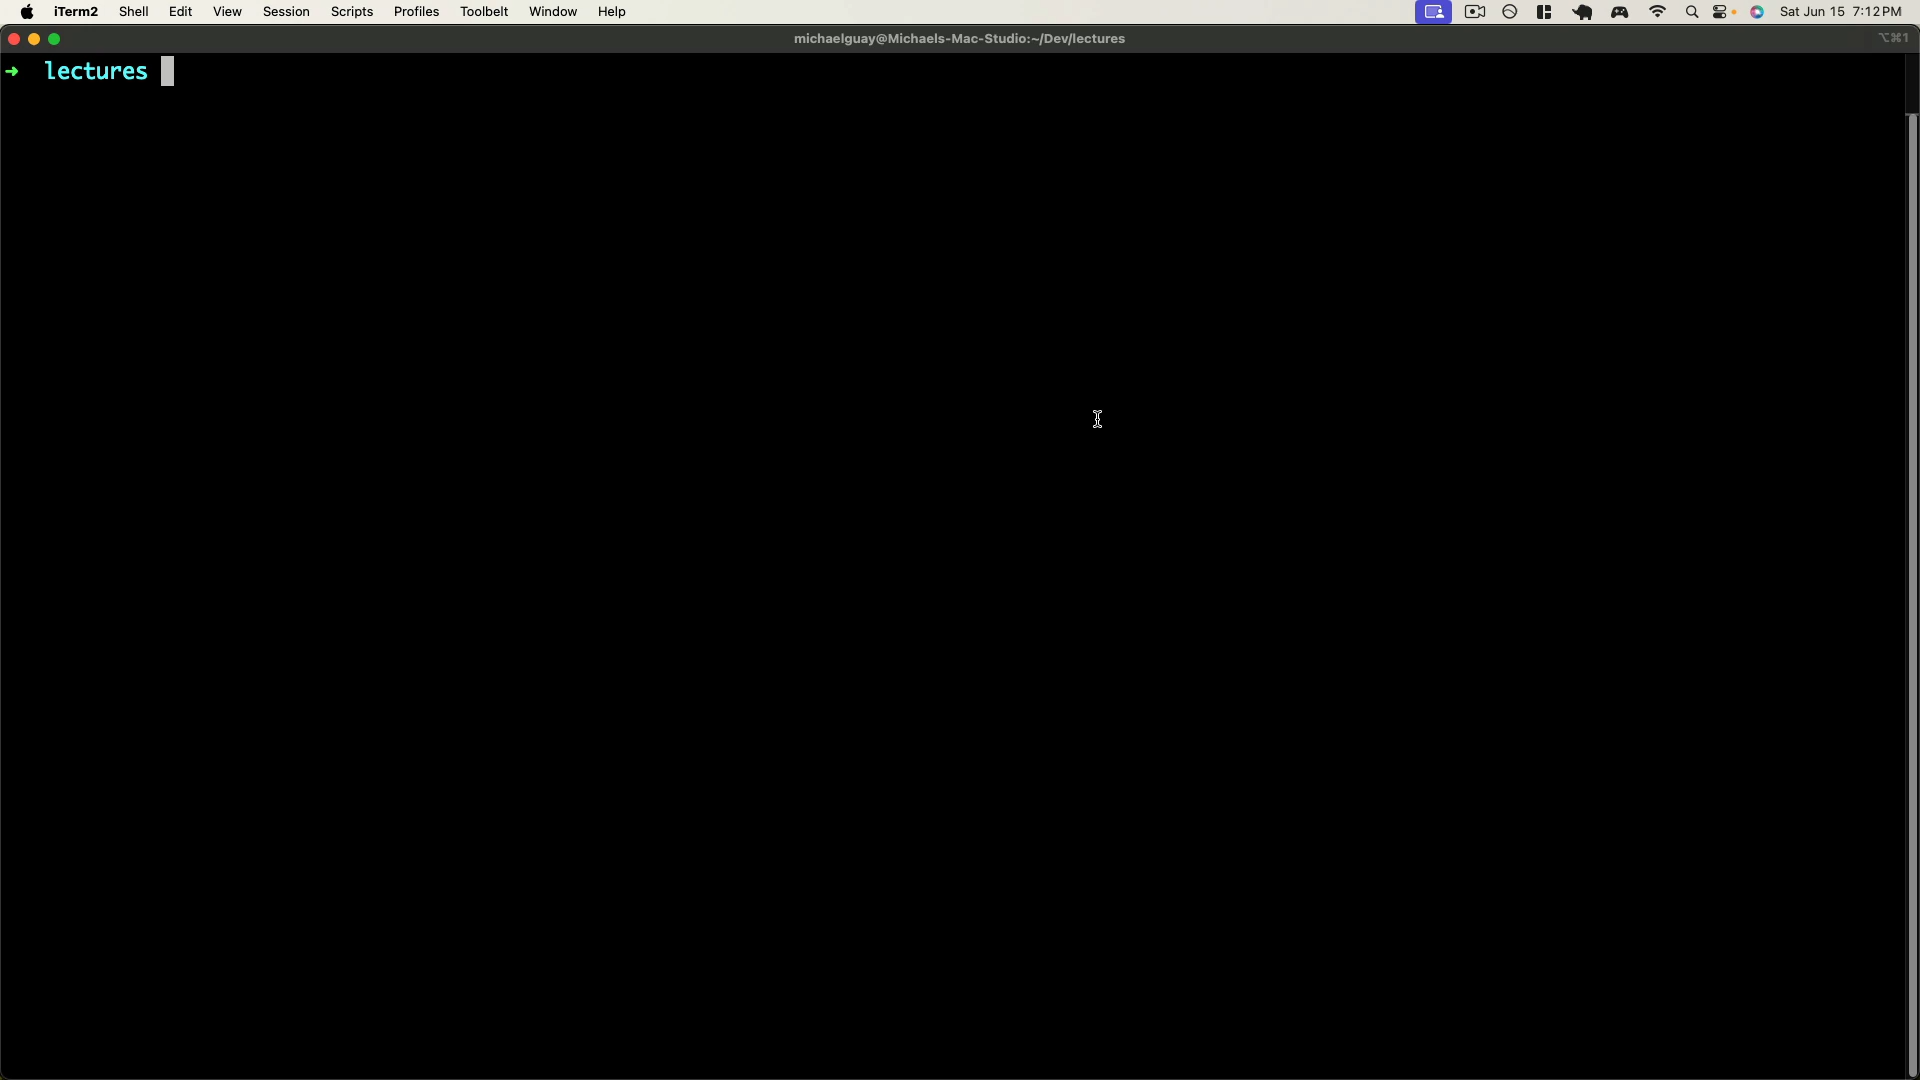 iTerm2 Shell Edit View Session Scripts Profiles Toolbelt Window Help Sat Jun 15 7:12 PM
michaelguay@Michaels-Mac-Studio:~/Dev/lectures ⌥⌘1
➜ lectures